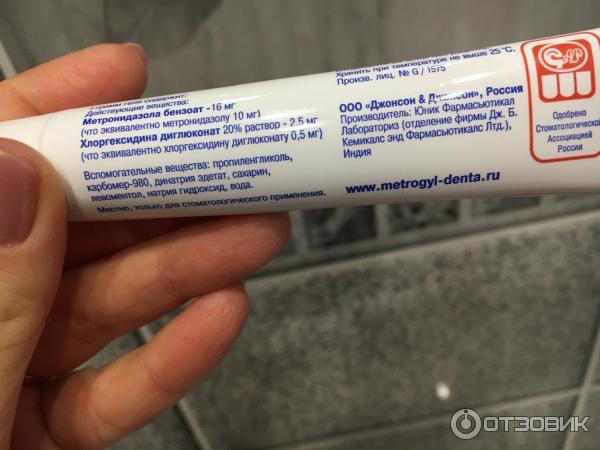 1 грамм геля содержит:
Действующие вещества:
Метронидазола бензоат -16 мг
(что эквивалентно метронидазолу 10 мг)
Хлоргексидина диглюконат 20% раствор - 2.5 мг
(что эквивалентно хлоргексидину диглюконату 0,5 мг)
Вспомогательные вещества: пропиленгликоль,
карбомер-980, динатрия эдетат, сахарин,
левоментол, натрия гидроксид, вода.
Местно, только для стоматологического применения.
Хранить при температуре не выше 25 °C.
Произв. лиц. № G / 1575
ООО «Джонсон & Джонсон», Россия
Производитель: Юник Фармасьютикал
Лабораториз (отделение фирмы Дж. Б.
Кемикалс энд Фармасьютикалс Лтд.),
Индия
www.metrogyl-denta.ru
Одобрено
Стоматологической
Ассоциацией
России
ОТЗОВИК